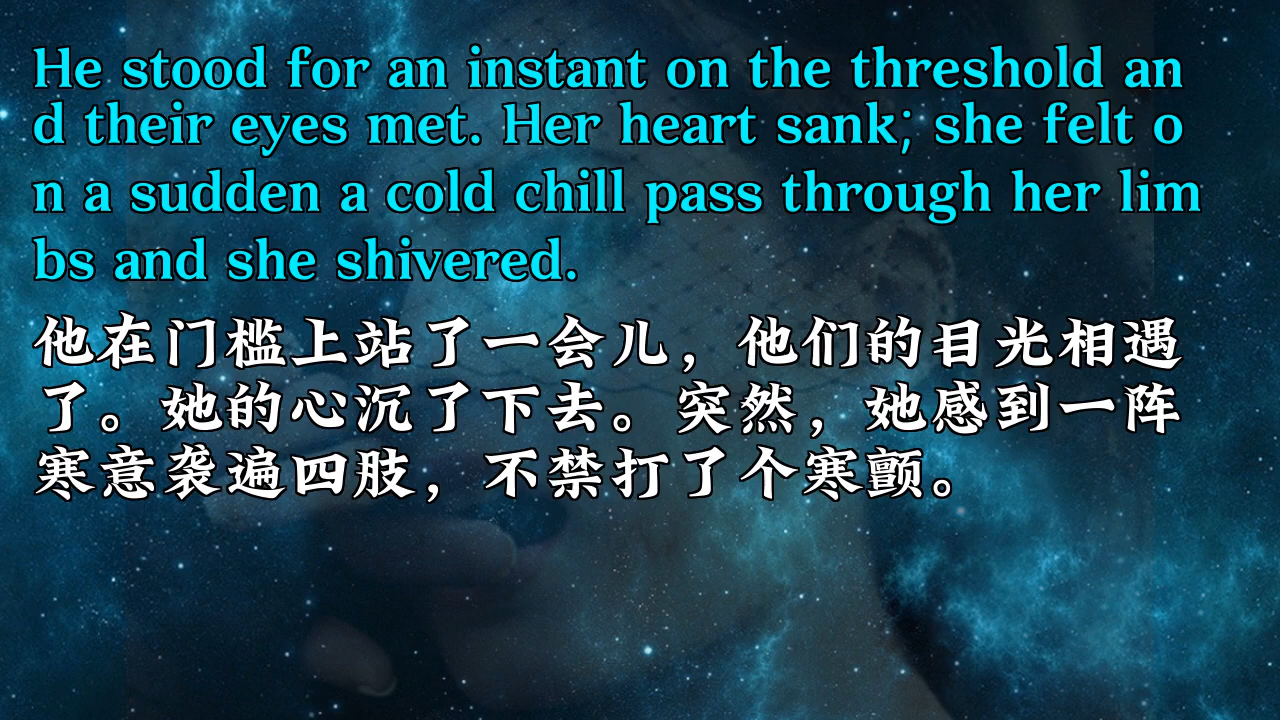 He stood for an instant on the threshold an
d their eyes met. Her heart sank; she felt o
n a sudden a cold chill pass through her lim
bs and she shivered.
他在门槛上站了一会儿，他们的目光相遇
了。她的心沉了下去。突然，她感到一阵
寒意袭遍四肢，不禁打了个寒颤。